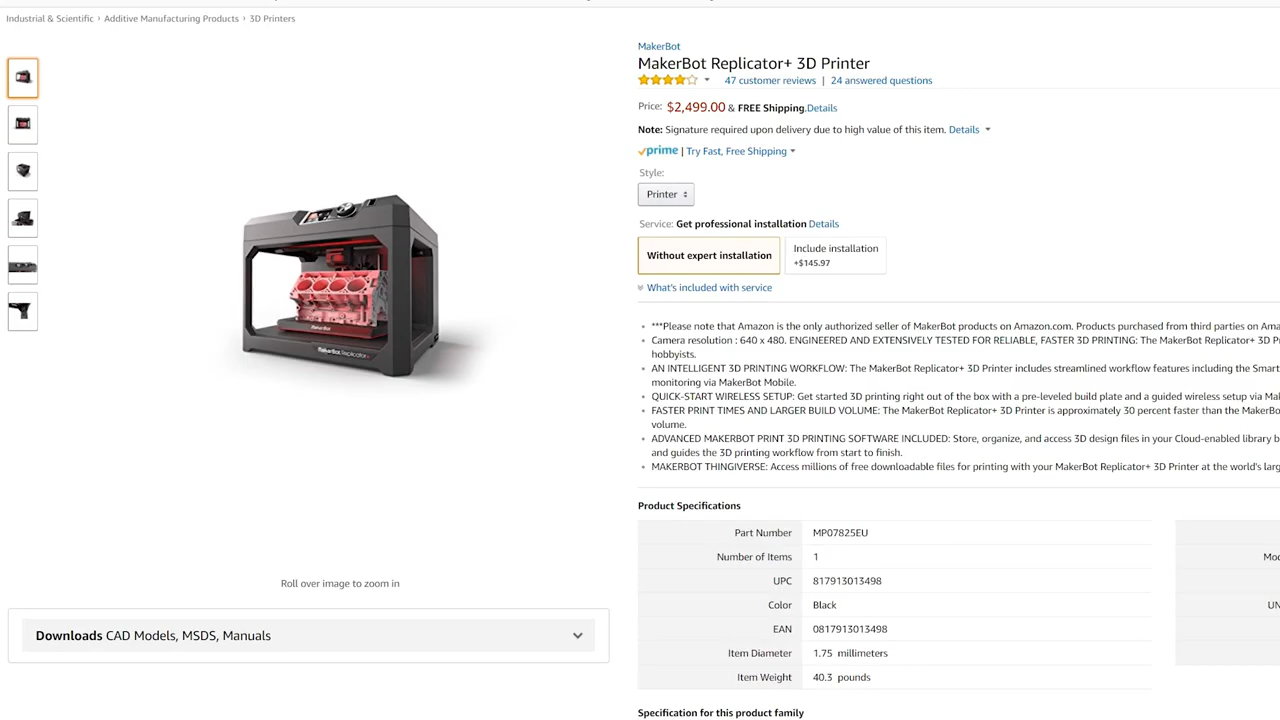 Industrial & Scientific › Additive Manufacturing Products › 3D Printers
MakerBot
MakerBot Replicator+ 3D Printer
47 customer reviews | 24 answered questions
Price: $2,499.00 & FREE Shipping. Details
Note: Signature required upon delivery due to high value of this item. Details
prime | Try Fast, Free Shipping
Style:
Printer
Service: Get professional installation Details
Without expert installation
Include installation
+$145.97
What's included with service
***Please note that Amazon is the only authorized seller of MakerBot products on Amazon.com. Products purchased from third parties on Ama
Camera resolution : 640 x 480. ENGINEERED AND EXTENSIVELY TESTED FOR RELIABLE, FASTER 3D PRINTING: The MakerBot Replicator+ 3D P
hobbyists.
AN INTELLIGENT 3D PRINTING WORKFLOW: The MakerBot Replicator+ 3D Printer includes streamlined workflow features including the Smart
monitoring via MakerBot Mobile.
QUICK-START WIRELESS SETUP: Get started 3D printing right out of the box with a pre-leveled build plate and a guided wireless setup via Ma
FASTER PRINT TIMES AND LARGER BUILD VOLUME: The MakerBot Replicator+ 3D Printer is approximately 30 percent faster than the MakerBo
volume.
ADVANCED MAKERBOT PRINT 3D PRINTING SOFTWARE INCLUDED: Store, organize, and access 3D design files in your Cloud-enabled library b
and guides the 3D printing workflow from start to finish.
MAKERBOT THINGIVERSE: Access millions of free downloadable files for printing with your MakerBot Replicator+ 3D Printer at the world's larg
MakerBot
MakerBot Replicator+
Roll over image to zoom in
Downloads CAD Models, MSDS, Manuals
Product Specifications
Part Number MP07825EU
Number of Items 1
Moc
UPC 817913013498
Color Black
UN
EAN 0817913013498
Item Diameter 1.75 millimeters
Item Weight 40.3 pounds
Specification for this product family